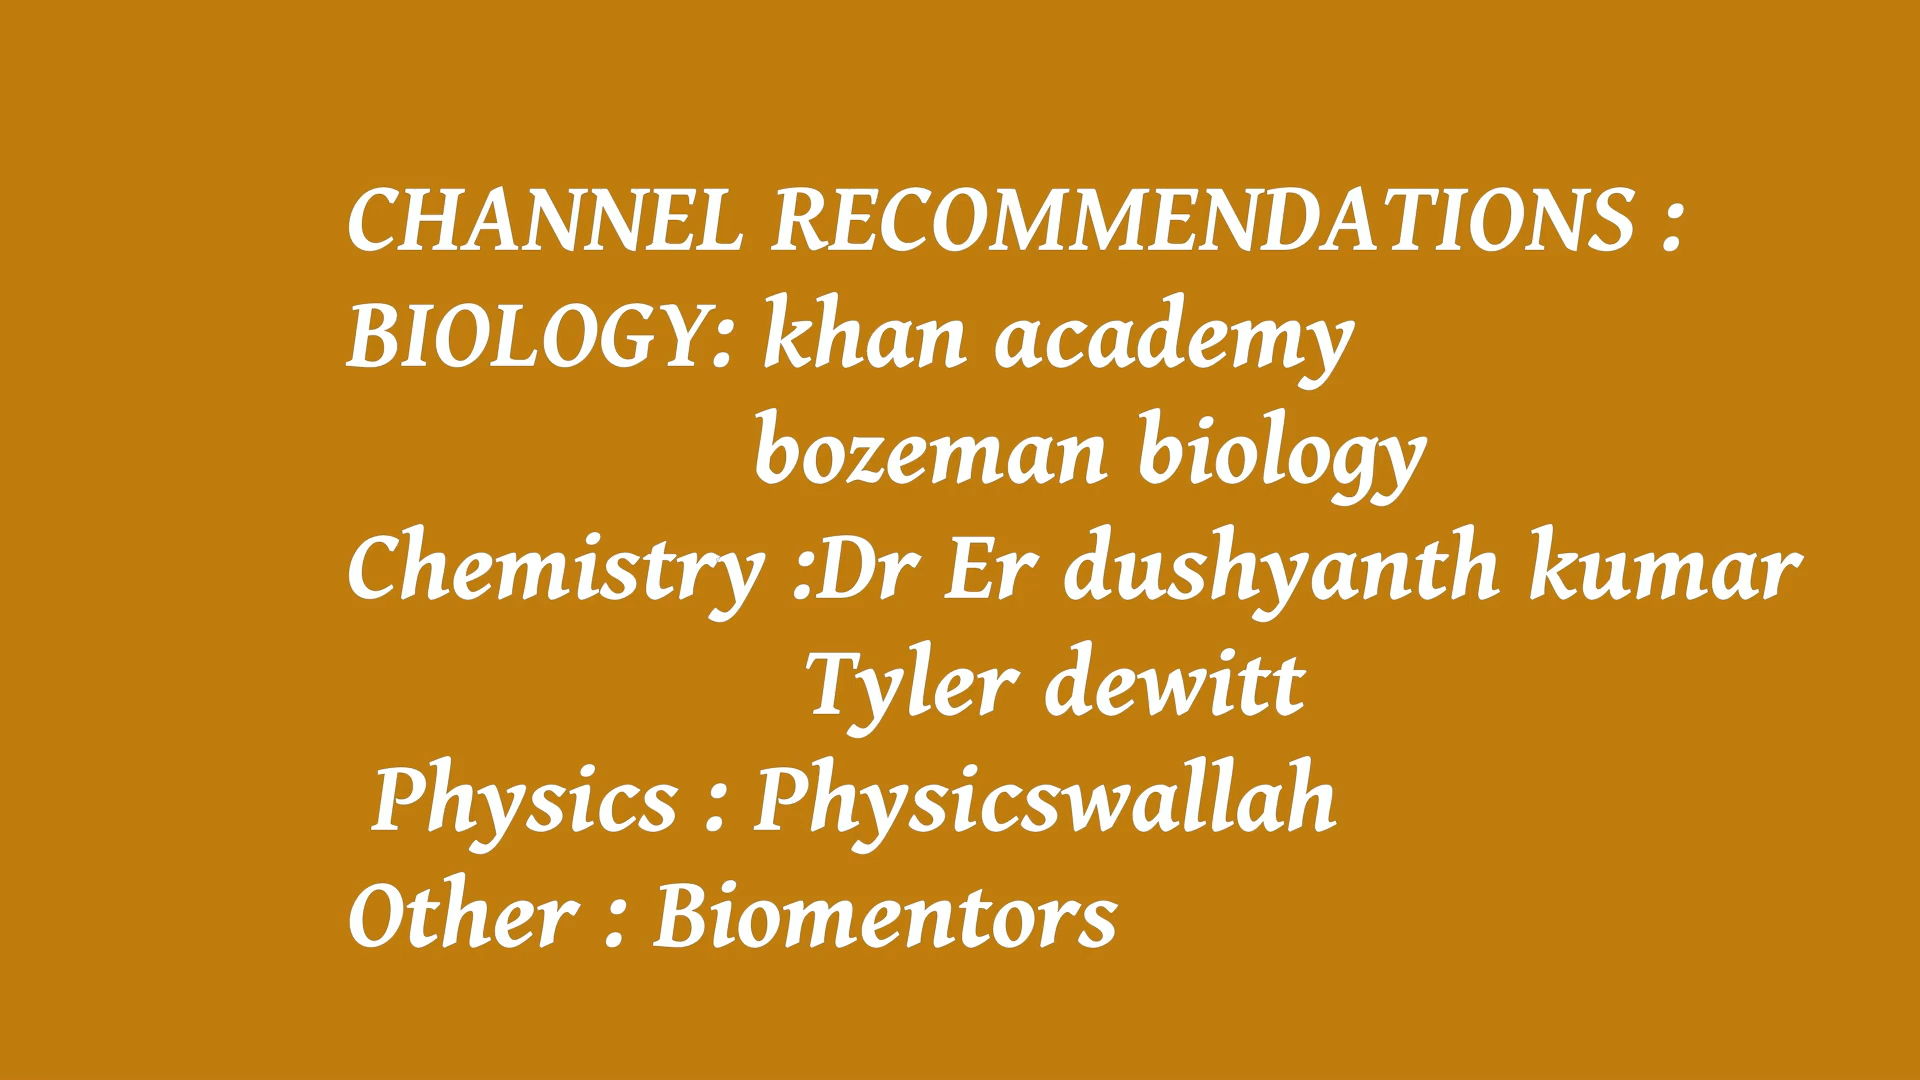 CHANNEL RECOMMENDATIONS :
BIOLOGY: khan academy
bozeman biology
Chemistry :Dr Er dushyanth kumar
Tyler dewitt
Physics : Physicswallah
Other : Biomentors